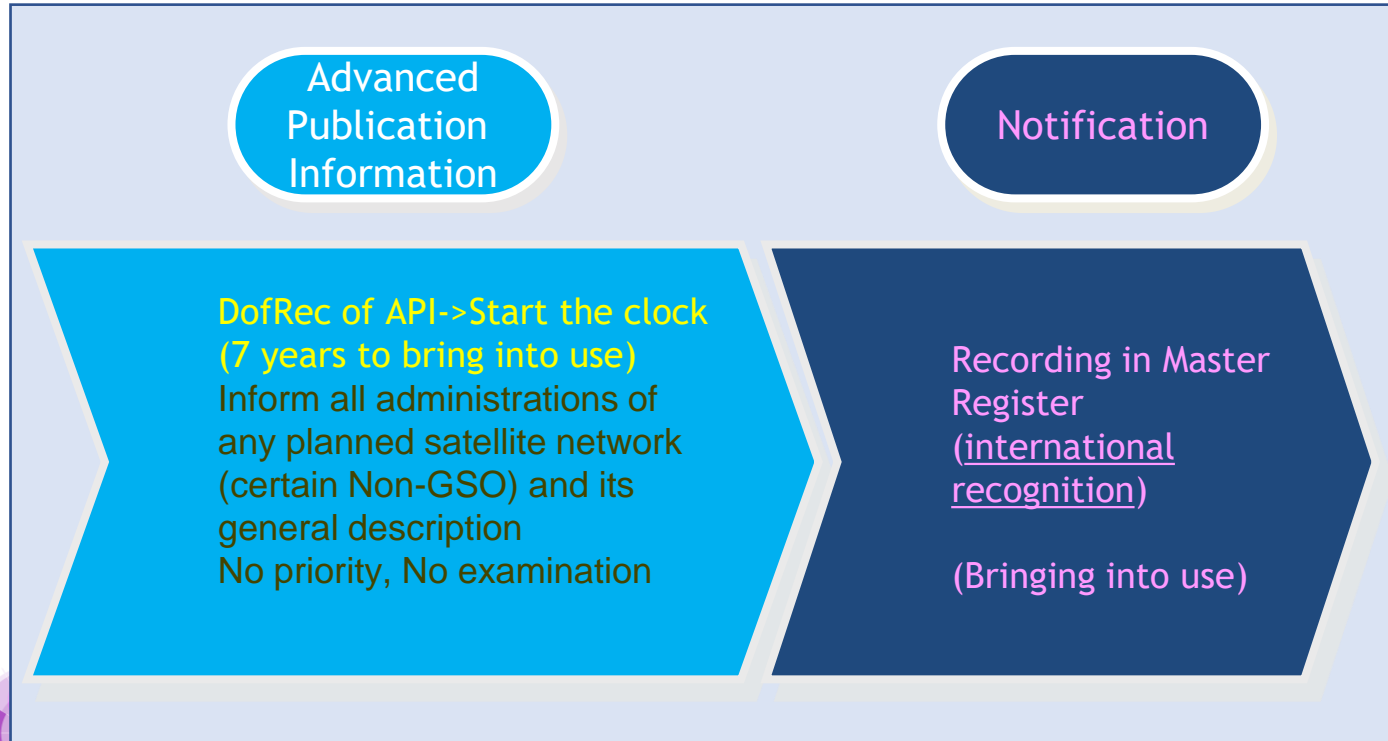 Advanced
Publication
Information
Notification
DofRec of API->Start the clock
(7 years to bring into use)
Inform all administrations of
any planned satellite network
(certain Non-GSO) and its
general description
No priority, No examination
Recording in Master
Register
(international
recognition)
(Bringing into use)